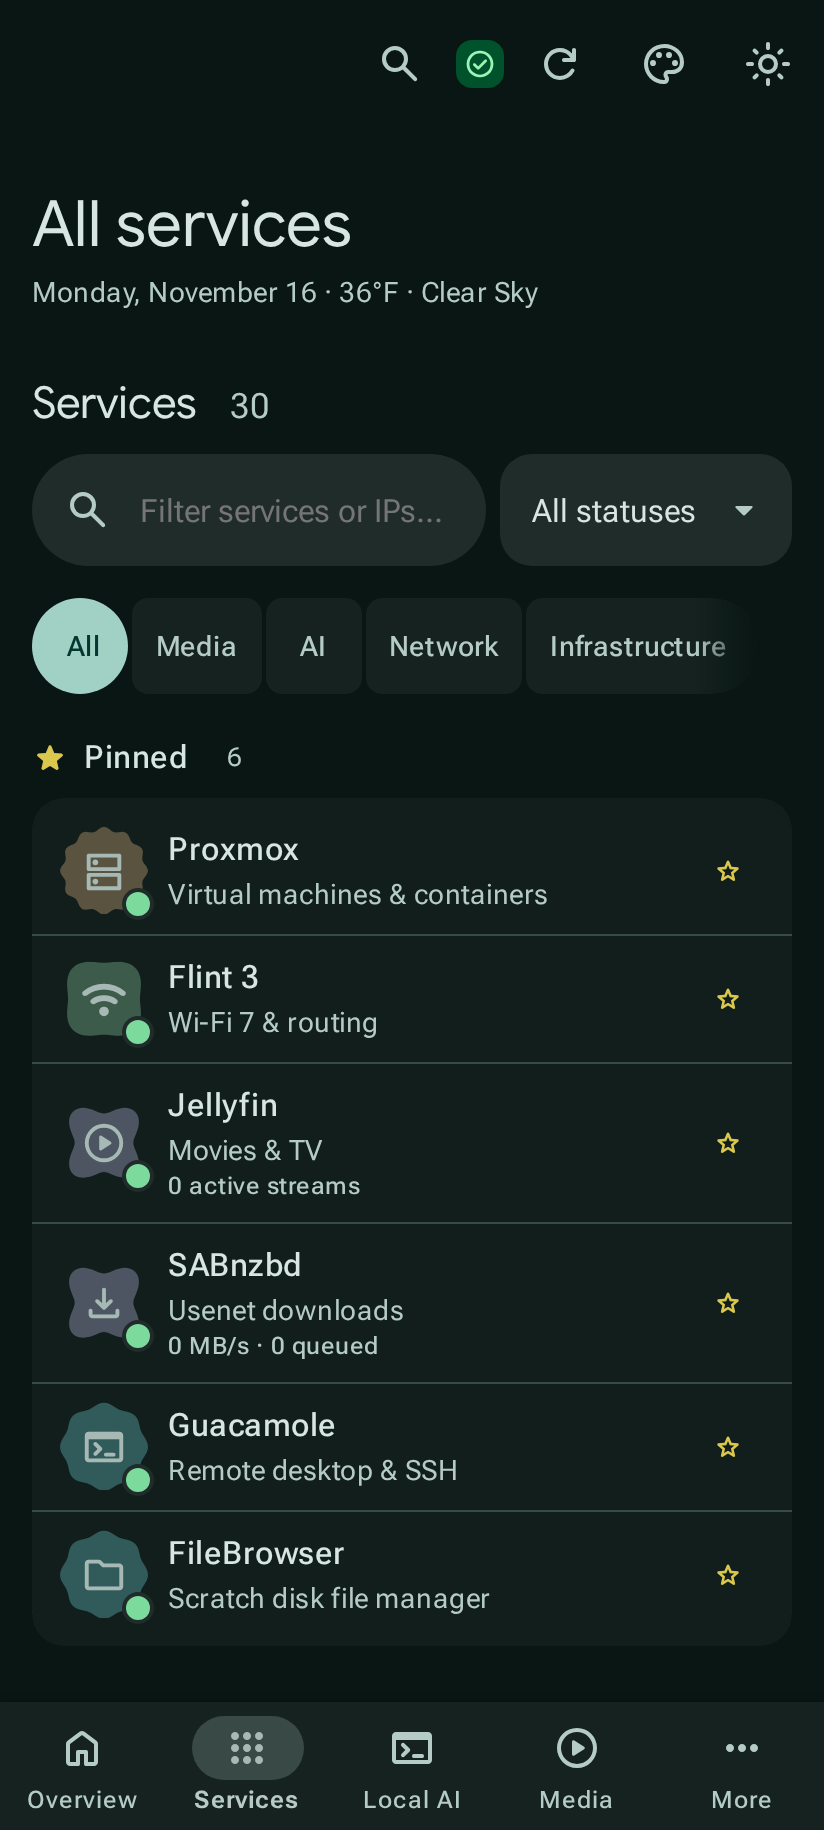 All services
Monday, November 16 · 36°F · Clear Sky
Services 30
Filter services or IPs...
All statuses
All Media AI Network Infrastructure
Pinned 6
Proxmox
Virtual machines & containers
Flint 3
Wi-Fi 7 & routing
Jellyfin
Movies & TV
0 active streams
SABnzbd
Usenet downloads
0 MB/s · 0 queued
Guacamole
Remote desktop & SSH
FileBrowser
Scratch disk file manager
Overview Services Local AI Media More